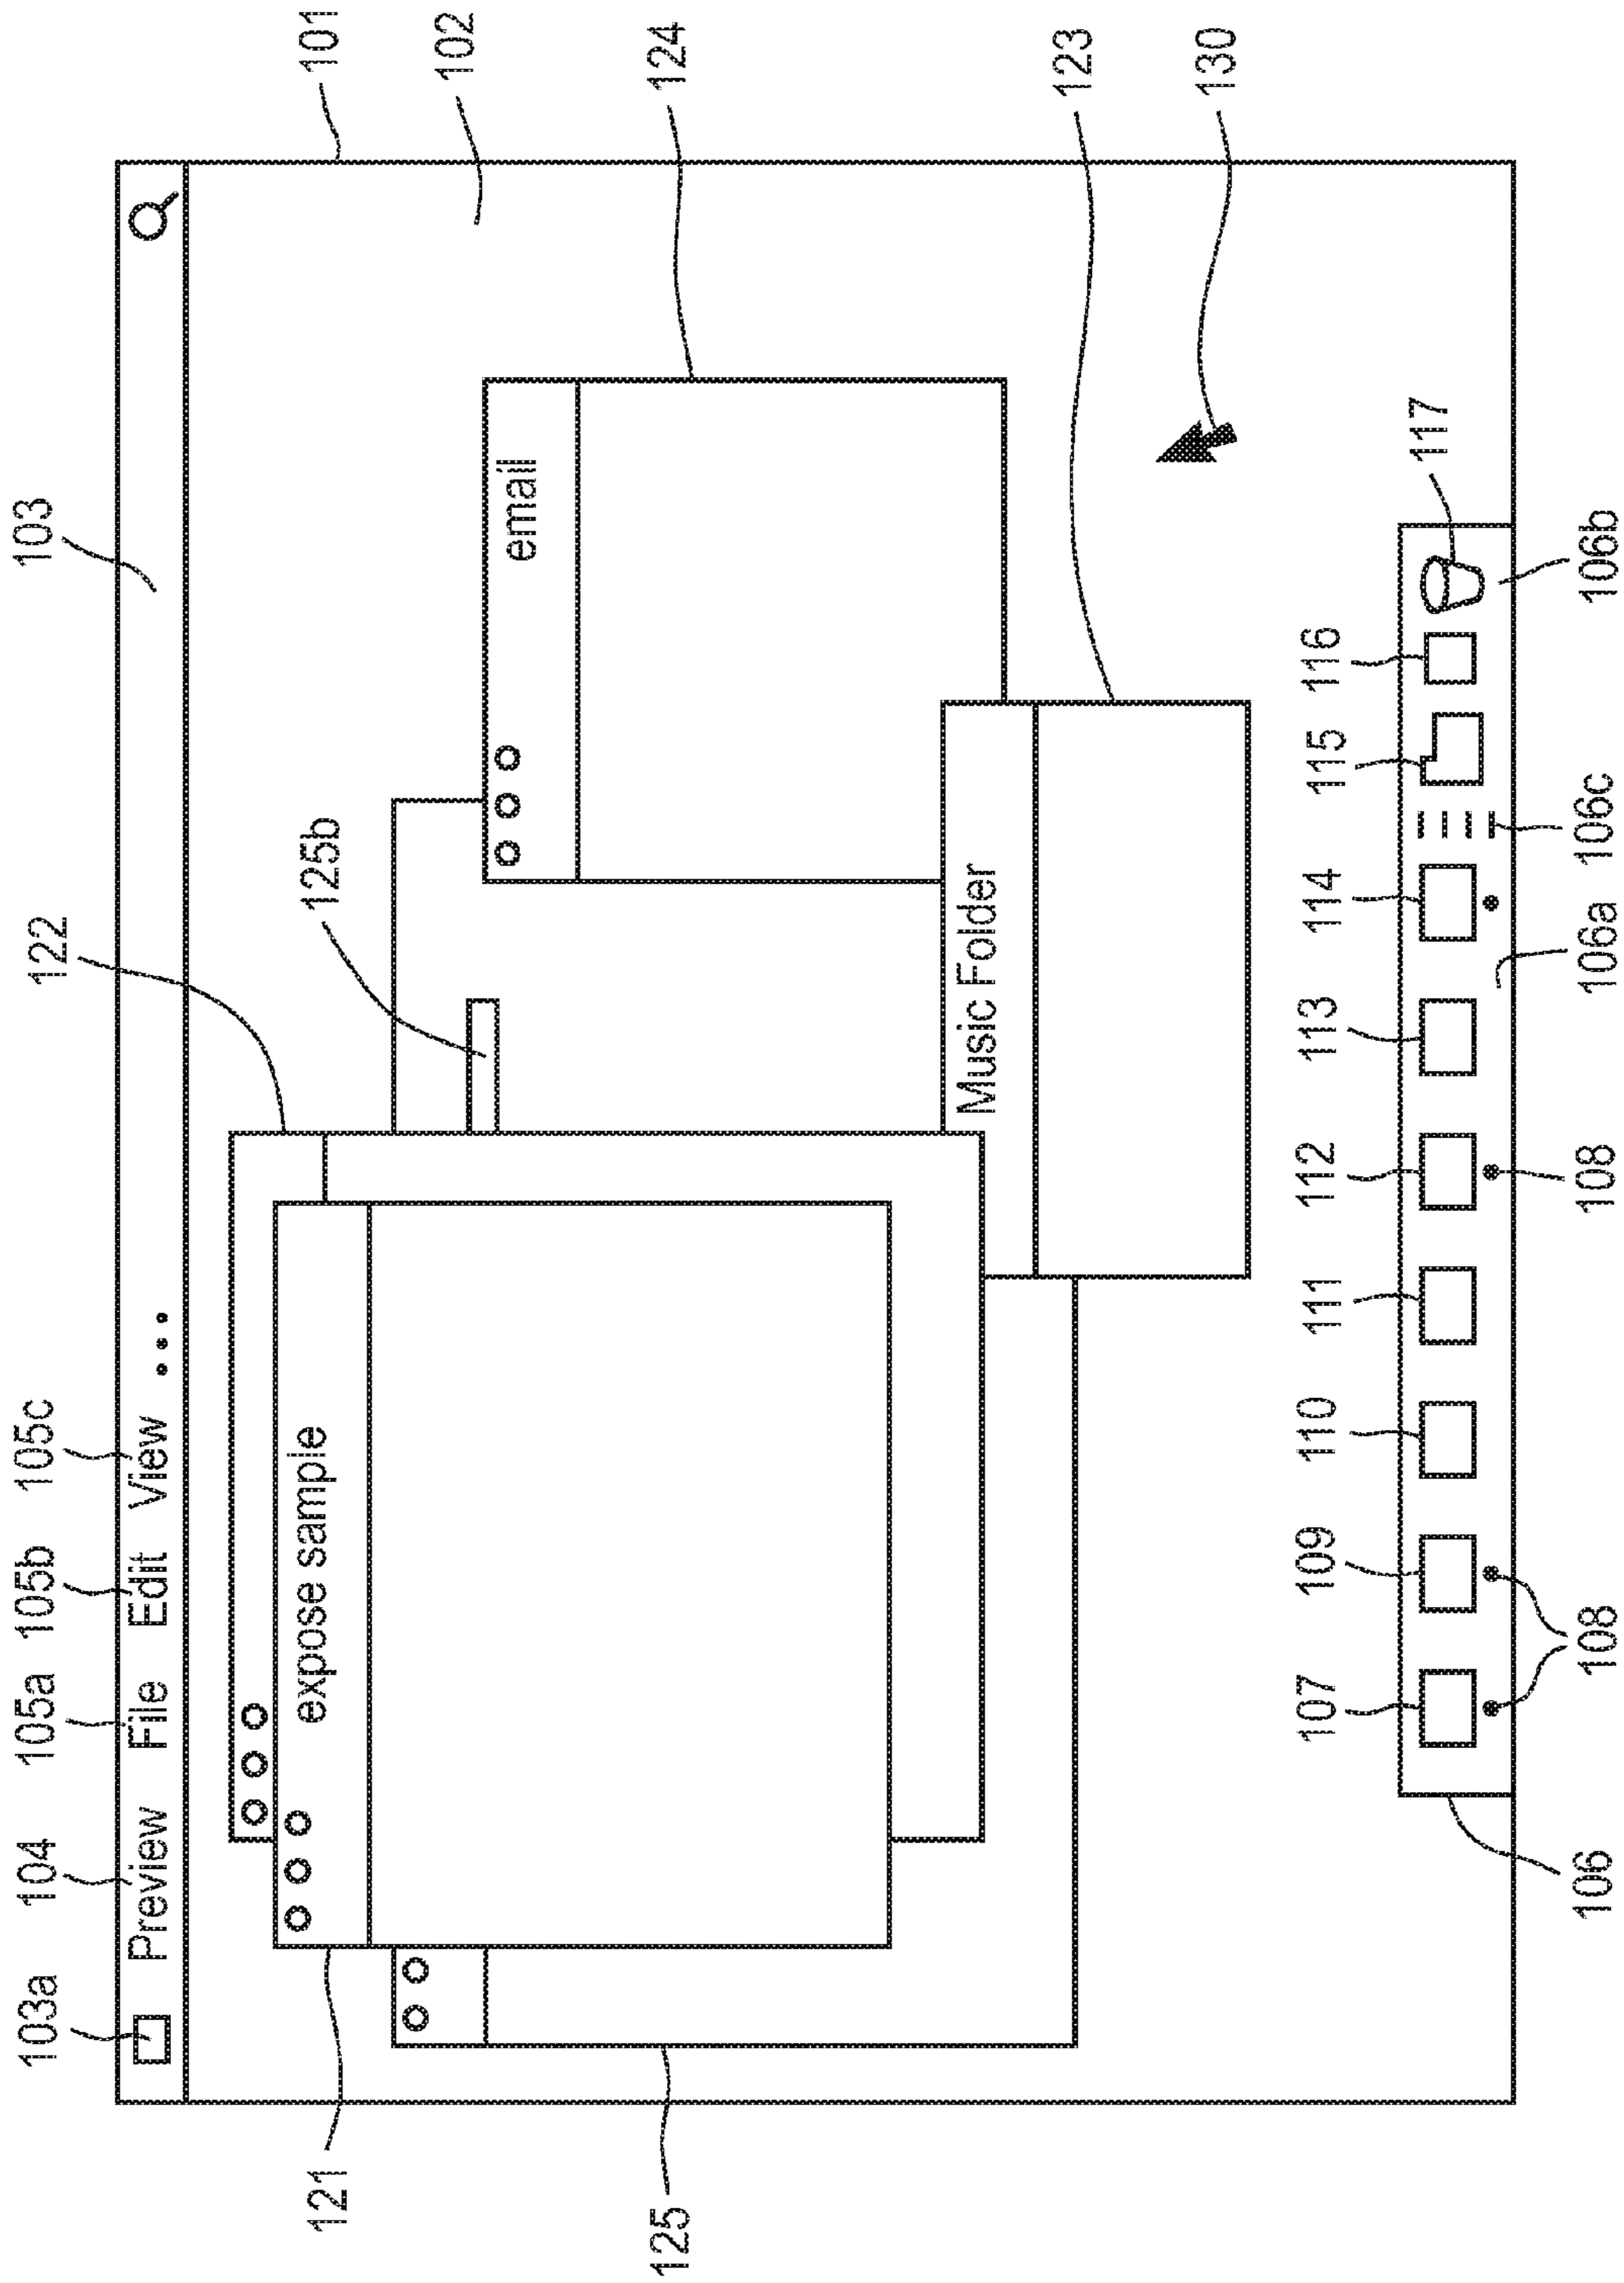 103
103a 104 105a 105b 105c 122
Preview File Edit View ...
101
102
124
123
130
121
125
125b
expose sample
email
Music Folder
107 109 110 111 112 113 114 115 116 117
106 108 108 106a 106c 106b